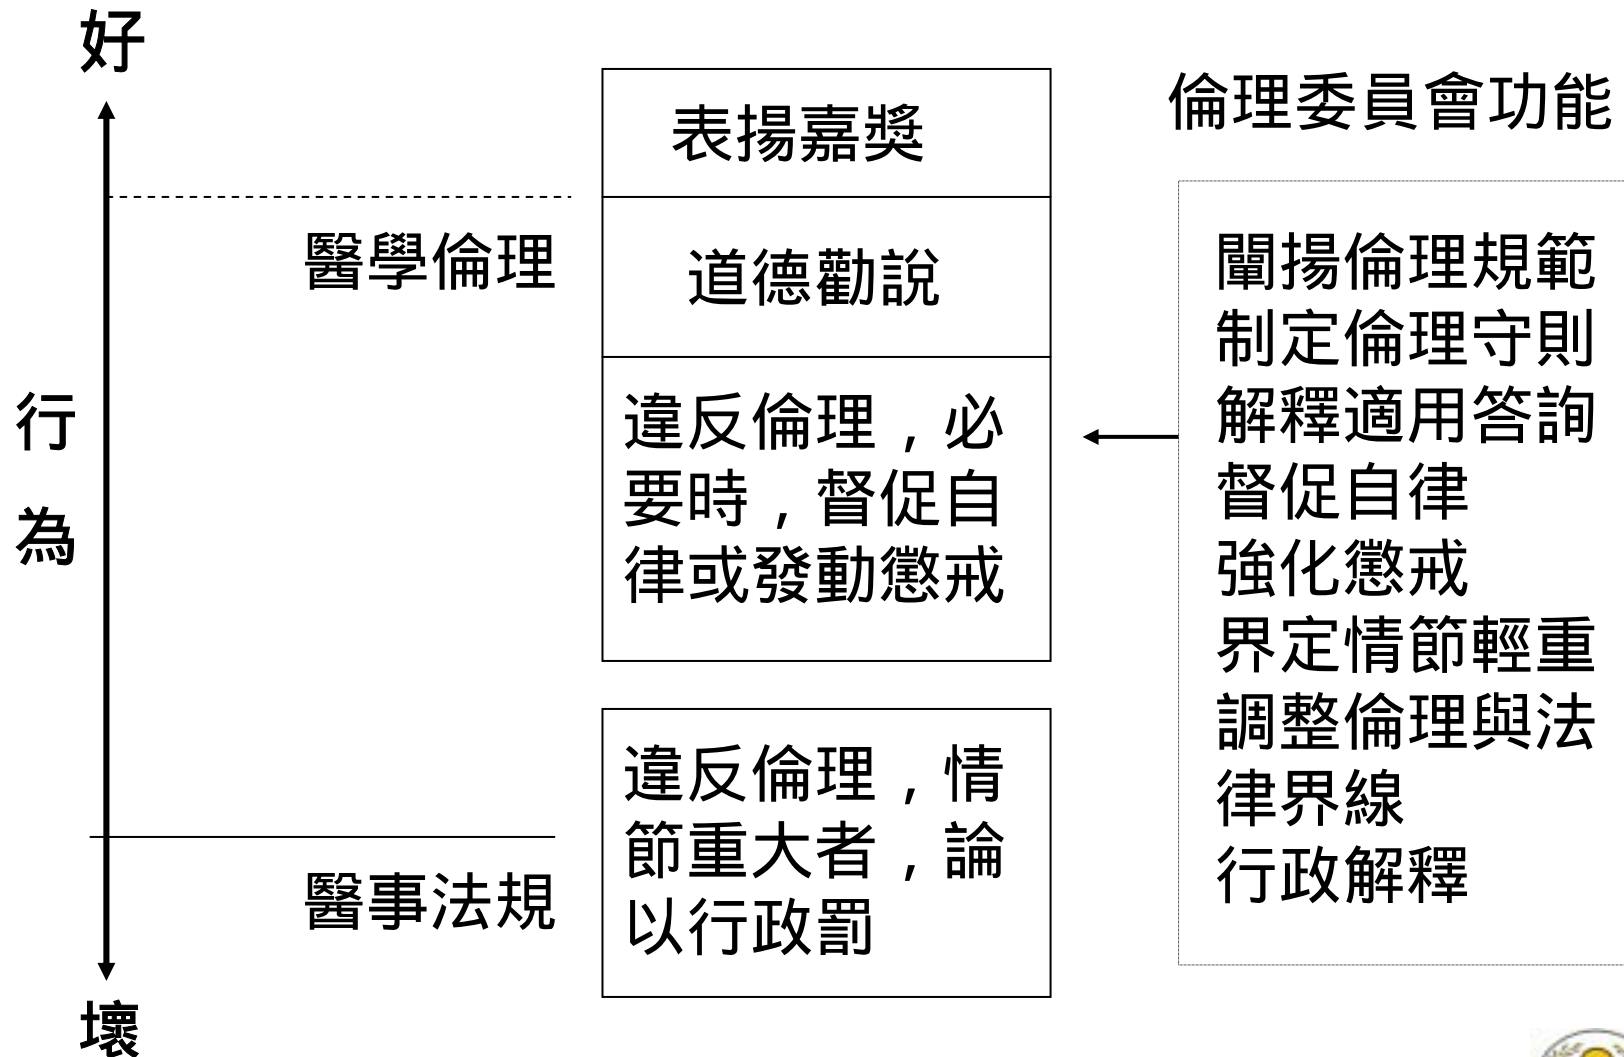 好
行
為
壞
醫學倫理
醫事法規
表揚嘉獎
道德勸說
違反倫理，必
要時，督促自
律或發動懲戒
違反倫理，情
節重大者，論
以行政罰
倫理委員會功能
闡揚倫理規範
制定倫理守則
解釋適用答詢
督促自律
強化懲戒
界定情節輕重
調整倫理與法
律界線
行政解釋